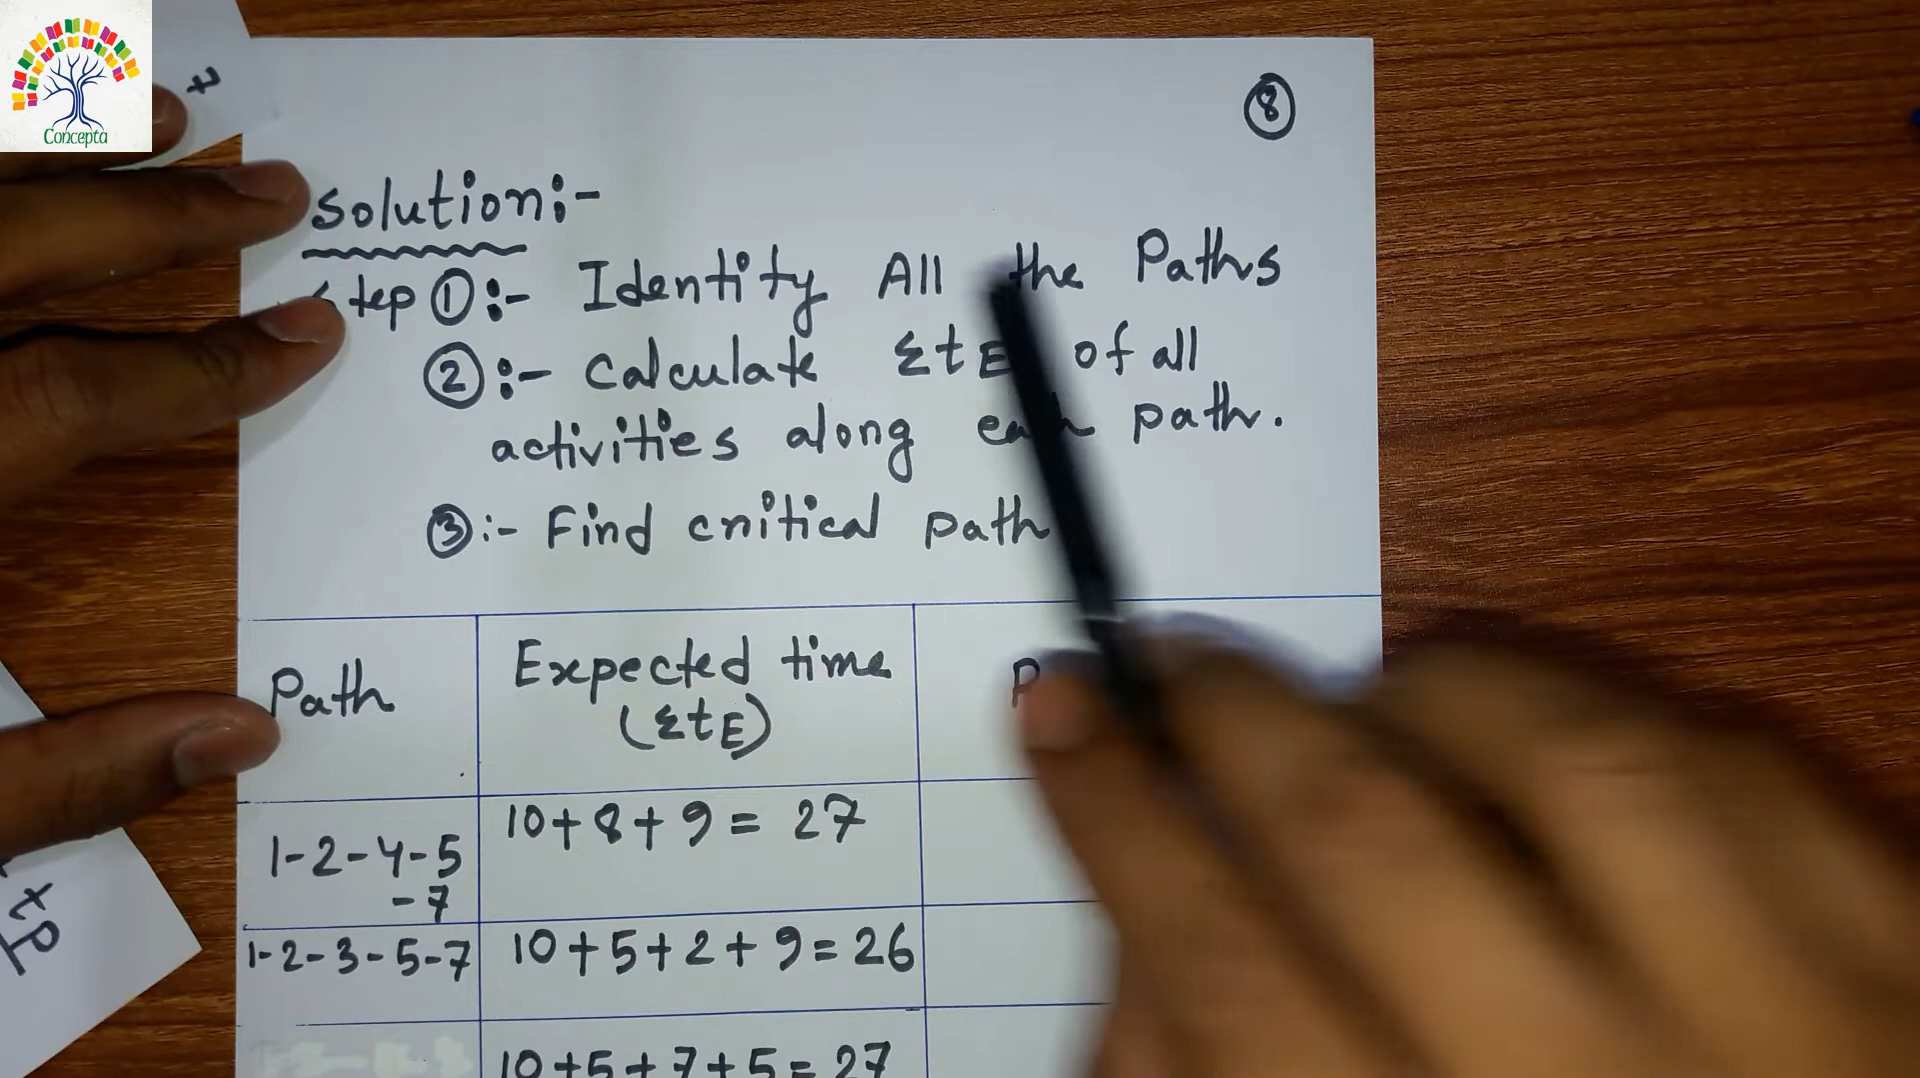 Concepta
8
Solution:-
Step ①:- Identity All the Paths
②:- Calculate ΣtE of all
activities along each path.
③:- Find critical path
Path
Expected time
(ΣtE)
1-2-4-5
-7
10+8+9= 27
1-2-3-5-7
10+5+2+9=26
10+5+7+5=27